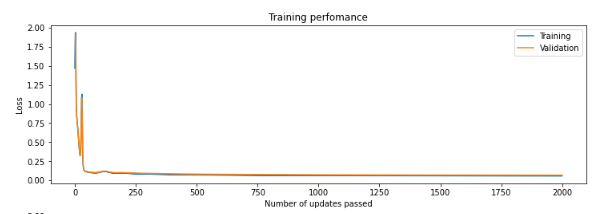 Training perfomance
2.00
1.75
1.50
1.25
1.00
0.75
0.50
0.25
0.00
Loss
Training
Validation
0 250 500 750 1000 1250 1500 1750 2000
Number of updates passed